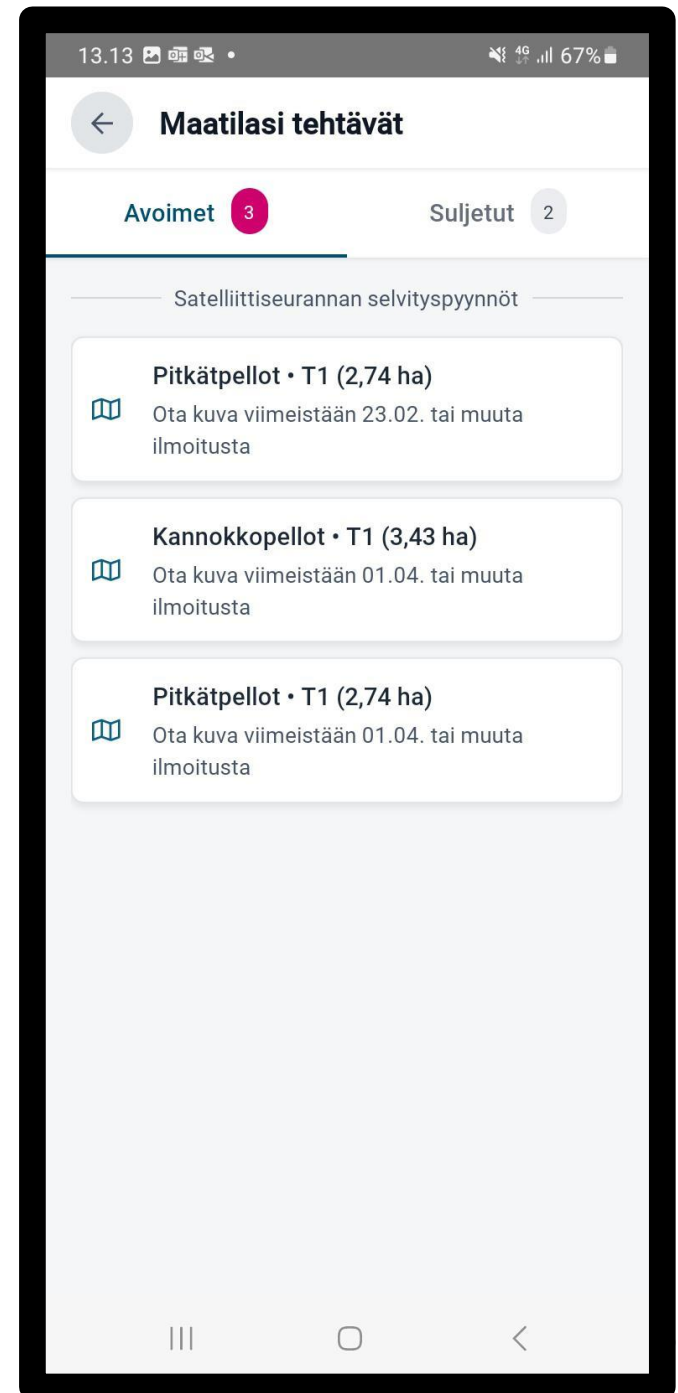 13.13 4G 67%
Maatilasi tehtävät
Avoimet 3 Suljetut 2
Satelliittiseurannan selvityspyynnöt
Pitkätpellot • T1 (2,74 ha)
Ota kuva viimeistään 23.02. tai muuta
ilmoitusta
Kannokkopellot • T1 (3,43 ha)
Ota kuva viimeistään 01.04. tai muuta
ilmoitusta
Pitkätpellot • T1 (2,74 ha)
Ota kuva viimeistään 01.04. tai muuta
ilmoitusta